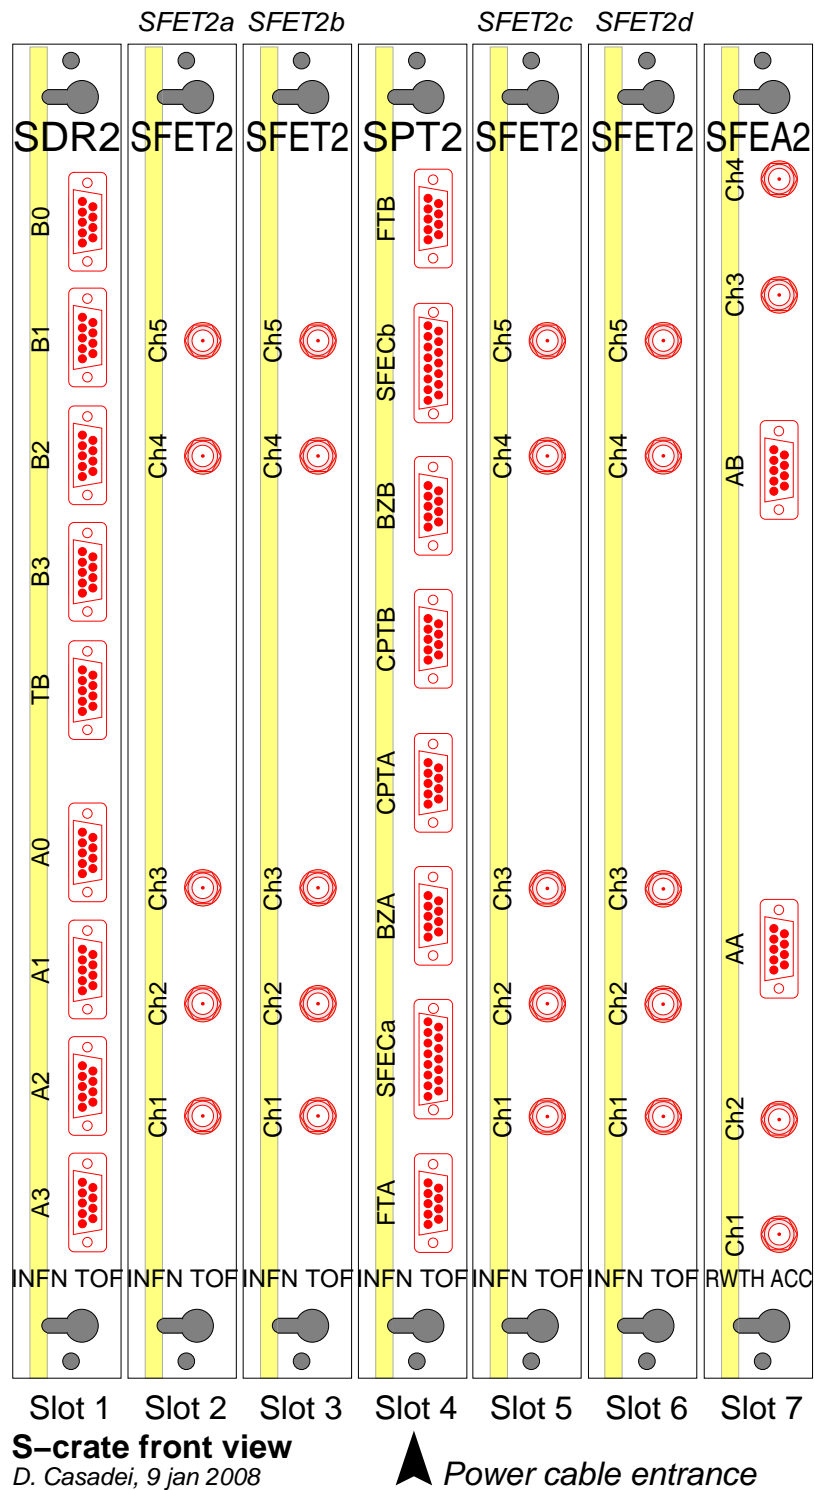 SFET2a SFET2b SFET2c SFET2d
SDR2 SFET2 SFET2 SPT2 SFET2 SFET2 SFEA2
B0
B1
B2
B3
TB
A0
A1
A2
A3
INFN TOF
Ch5
Ch4
Ch3
Ch2
Ch1
INFN TOF
Ch5
Ch4
Ch3
Ch2
Ch1
INFN TOF
FTB
SFECb
BZB
CPTB
CPTA
BZA
SFECa
FTA
INFN TOF
Ch5
Ch4
Ch3
Ch2
Ch1
INFN TOF
Ch5
Ch4
Ch3
Ch2
Ch1
INFN TOF
Ch4
Ch3
AB
AA
Ch2
Ch1
RWTH ACC
Slot 1 Slot 2 Slot 3 Slot 4 Slot 5 Slot 6 Slot 7
S−crate front view
D. Casadei, 9 jan 2008
Power cable entrance